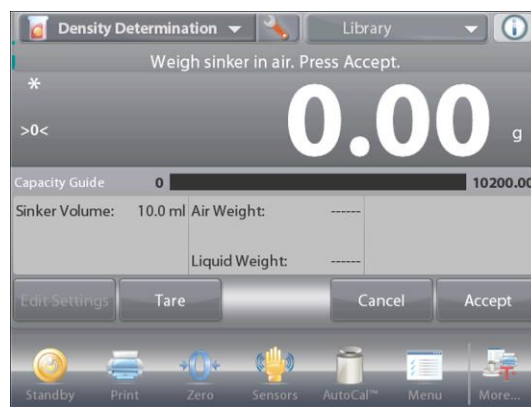 Density Determination Library
Weigh sinker in air. Press Accept.
*
>0< 0.00 g
Capacity Guide 0 10200.00
Sinker Volume: 10.0 ml Air Weight: ------
Liquid Weight: ------
Edit Settings Tare Cancel Accept
Standby Print Zero Sensors AutoCal™ Menu More...